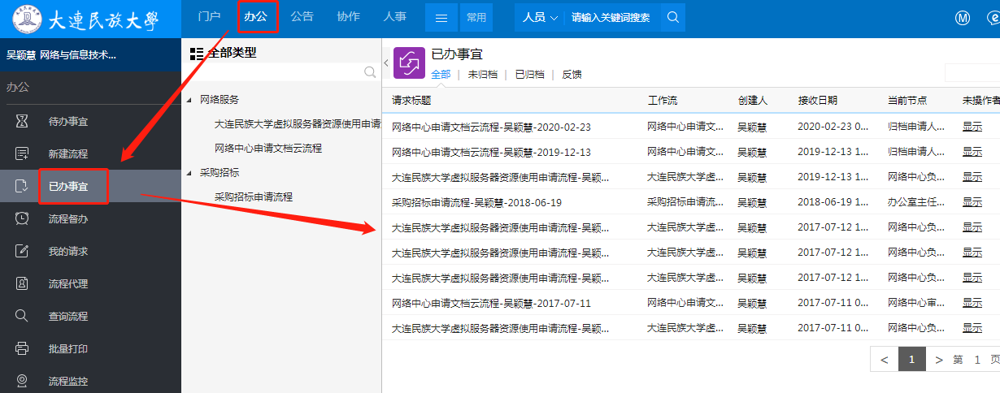 大连民族大学 门户 办公 公告 协作 人事 常用 人员 请输入关键词搜索 M e
吴颖慧 网络与信息技术...
办公
待办事宜
新建流程
已办事宜
流程督办
我的请求
流程代理
查询流程
批量打印
流程监控
全部类型
网络服务
大连民族大学虚拟服务器资源使用申请
网络中心申请文档云流程
采购招标
采购招标申请流程
已办事宜
全部 | 未归档 | 已归档 | 反馈
请求标题 工作流 创建人 接收日期 当前节点 未操作者
网络中心申请文档云流程-吴颖慧-2020-02-23 网络中心申请文... 吴颖慧 2020-02-23 0... 归档申请人... 显示
网络中心申请文档云流程-吴颖慧-2019-12-13 网络中心申请文... 吴颖慧 2019-12-13 1... 归档申请人... 显示
大连民族大学虚拟服务器资源使用申请流程-吴颖... 大连民族大学虚... 吴颖慧 2019-12-13 1... 网络中心负... 显示
采购招标申请流程-吴颖慧-2018-06-19 采购招标申请流... 吴颖慧 2018-06-19 1... 办公室主任... 显示
大连民族大学虚拟服务器资源使用申请流程-吴颖... 大连民族大学虚... 吴颖慧 2017-07-12 1... 网络中心负... 显示
大连民族大学虚拟服务器资源使用申请流程-吴颖... 大连民族大学虚... 吴颖慧 2017-07-12 1... 网络中心负... 显示
大连民族大学虚拟服务器资源使用申请流程-吴颖... 大连民族大学虚... 吴颖慧 2017-07-12 1... 网络中心负... 显示
网络中心申请文档云流程-吴颖慧-2017-07-11 网络中心申请文... 吴颖慧 2017-07-11 0... 网络中心审... 显示
大连民族大学虚拟服务器资源使用申请流程-吴颖... 大连民族大学虚... 吴颖慧 2017-07-11 0... 网络中心负... 显示
< 1 > 第 1 页